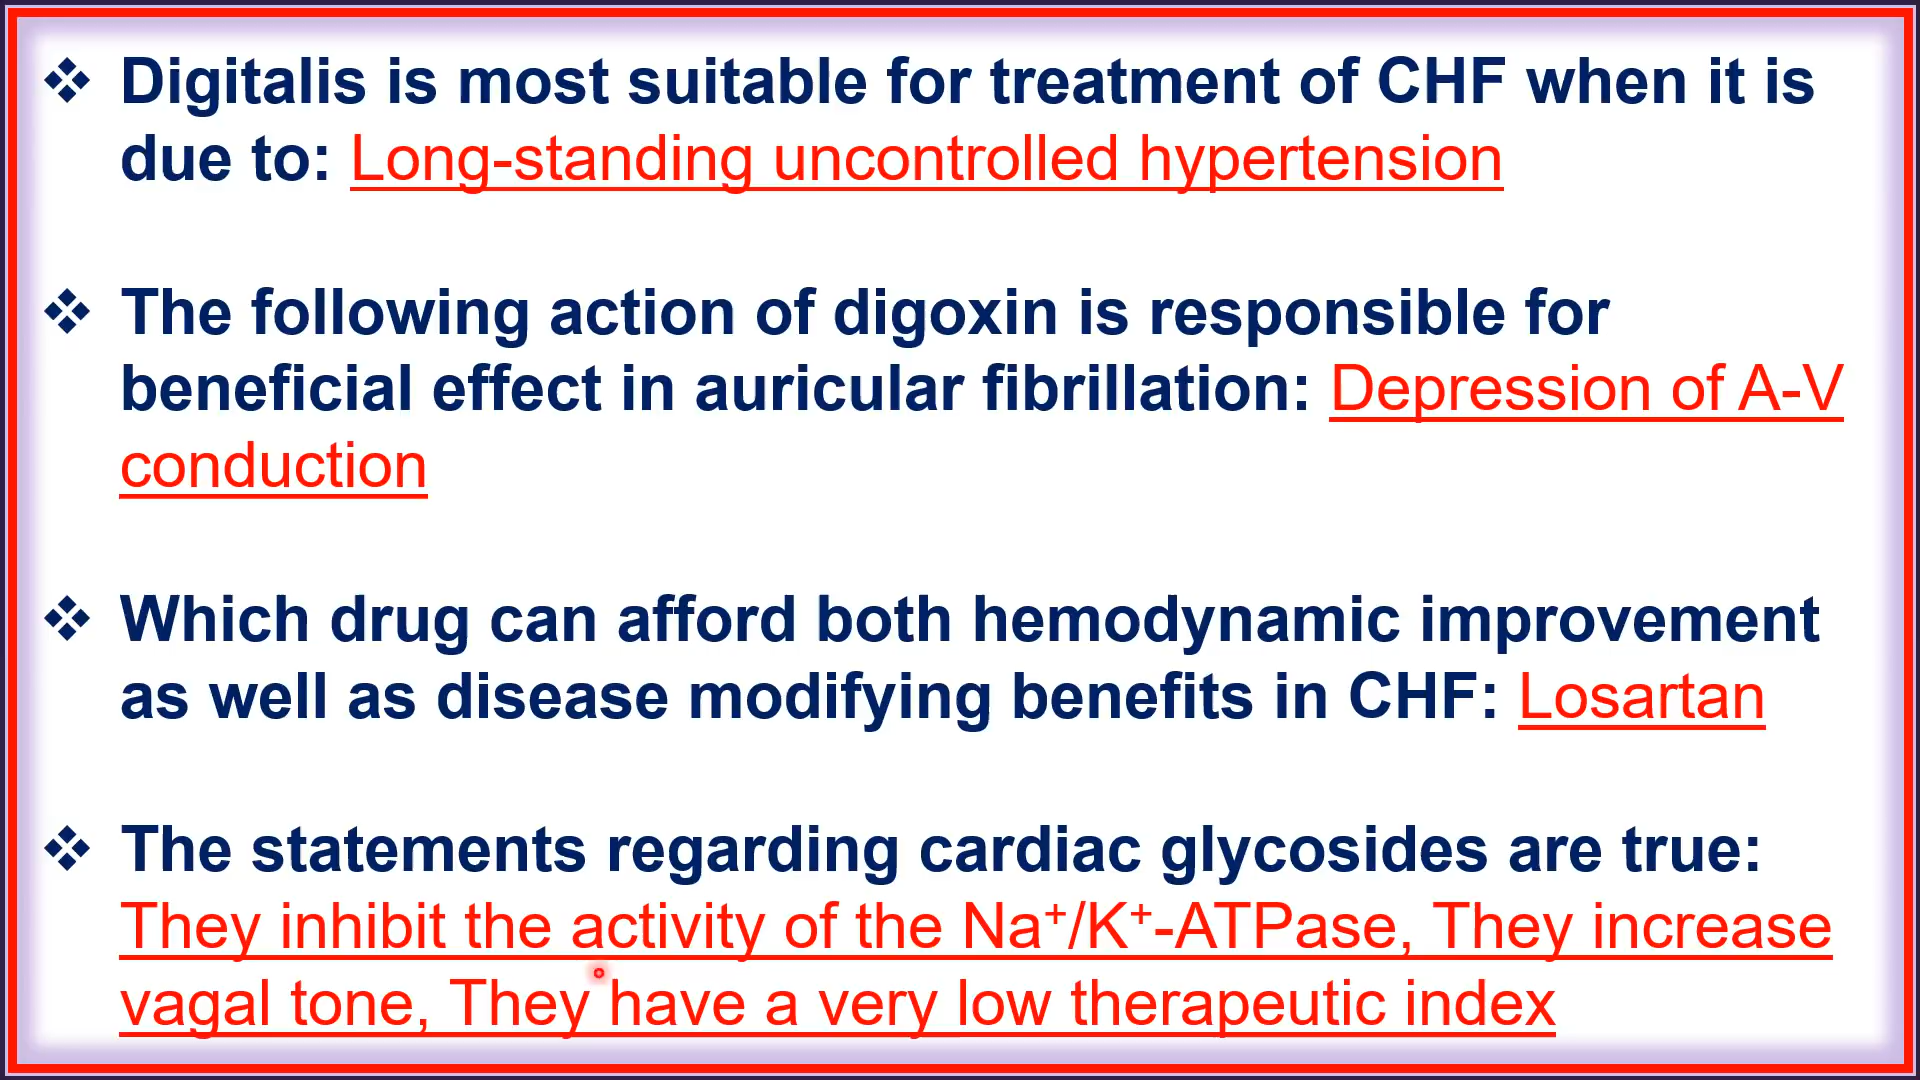 ❖ Digitalis is most suitable for treatment of CHF when it is
due to: Long-standing uncontrolled hypertension
❖ The following action of digoxin is responsible for
beneficial effect in auricular fibrillation: Depression of A-V
conduction
❖ Which drug can afford both hemodynamic improvement
as well as disease modifying benefits in CHF: Losartan
❖ The statements regarding cardiac glycosides are true:
They inhibit the activity of the Na⁺/K⁺-ATPase, They increase
vagal tone, They have a very low therapeutic index